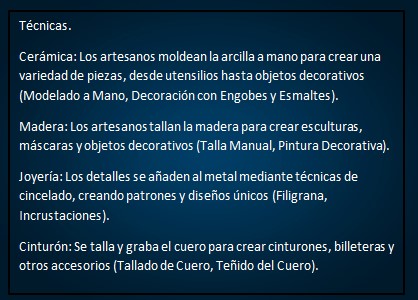 Técnicas.
Cerámica: Los artesanos moldean la arcilla a mano para crear una
variedad de piezas, desde utensilios hasta objetos decorativos
(Modelado a Mano, Decoración con Engobes y Esmaltes).
Madera: Los artesanos tallan la madera para crear esculturas,
máscaras y objetos decorativos (Talla Manual, Pintura Decorativa).
Joyería: Los detalles se añaden al metal mediante técnicas de
cincelado, creando patrones y diseños únicos (Filigrana,
Incrustaciones).
Cinturón: Se talla y graba el cuero para crear cinturones, billeteras y
otros accesorios (Tallado de Cuero, Teñido del Cuero).